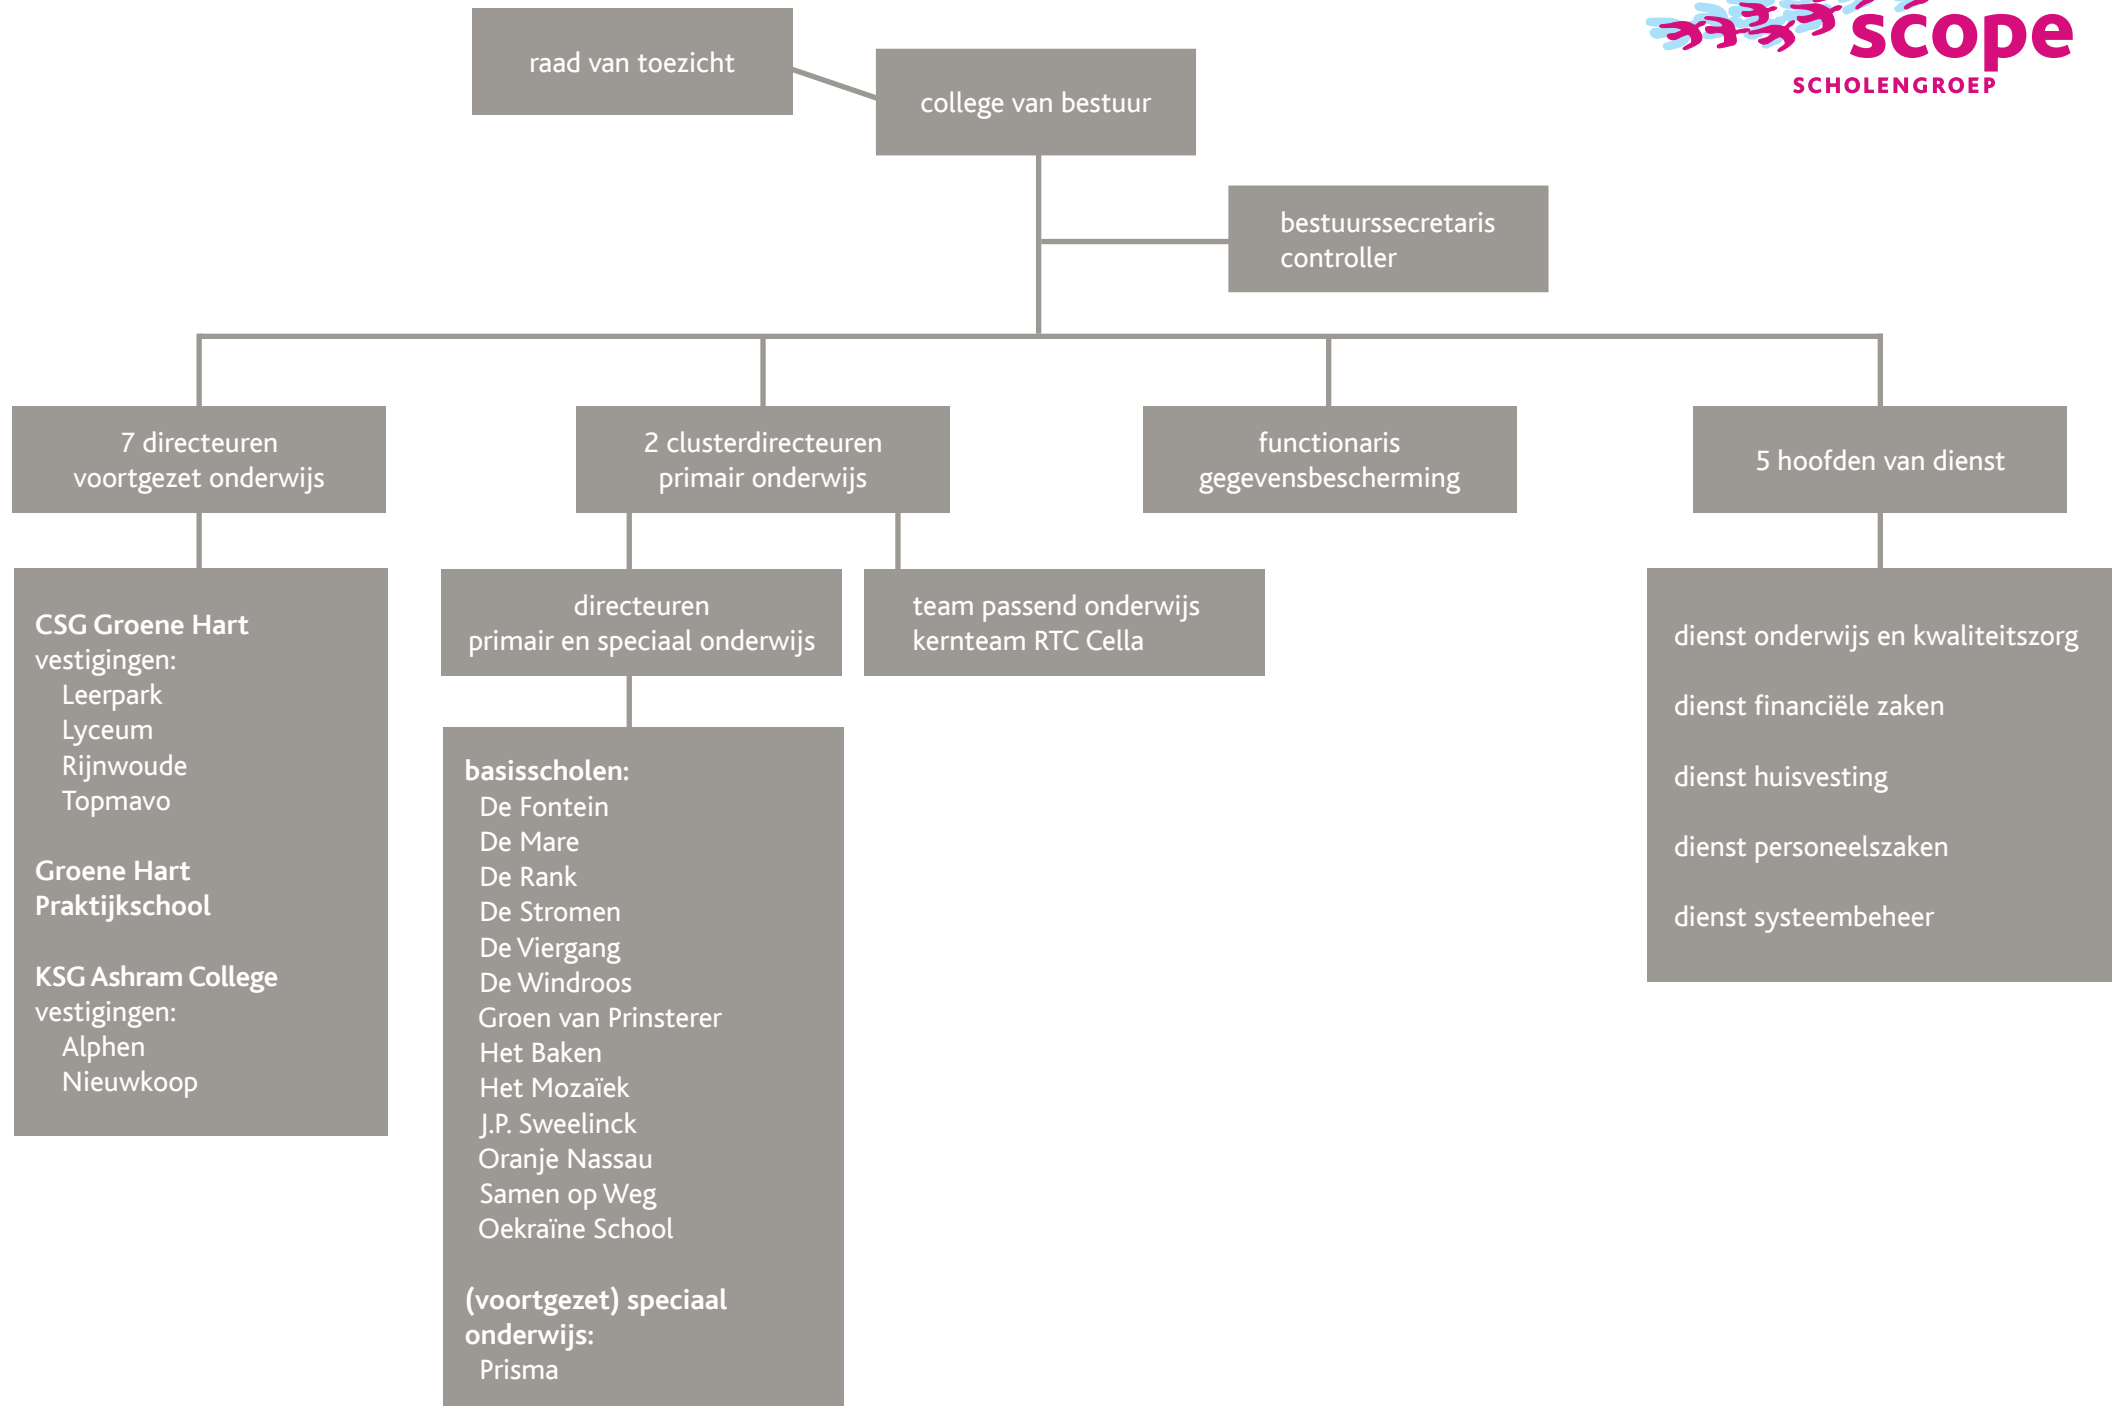 scope
SCHOLENGROEP
raad van toezicht
college van bestuur
bestuurssecretaris
controller
7 directeuren
voortgezet onderwijs
2 clusterdirecteuren
primair onderwijs
functionaris
gegevensbescherming
5 hoofden van dienst
CSG Groene Hart
vestigingen:
Leerpark
Lyceum
Rijnwoude
Topmavo
Groene Hart
Praktijkschool
KSG Ashram College
vestigingen:
Alphen
Nieuwkoop
directeuren
primair en speciaal onderwijs
team passend onderwijs
kernteam RTC Cella
basisscholen:
De Fontein
De Mare
De Rank
De Stromen
De Viergang
De Windroos
Groen van Prinsterer
Het Baken
Het Mozaïek
J.P. Sweelinck
Oranje Nassau
Samen op Weg
Oekraïne School
(voortgezet) speciaal
onderwijs:
Prisma
dienst onderwijs en kwaliteitszorg
dienst financiële zaken
dienst huisvesting
dienst personeelszaken
dienst systeembeheer